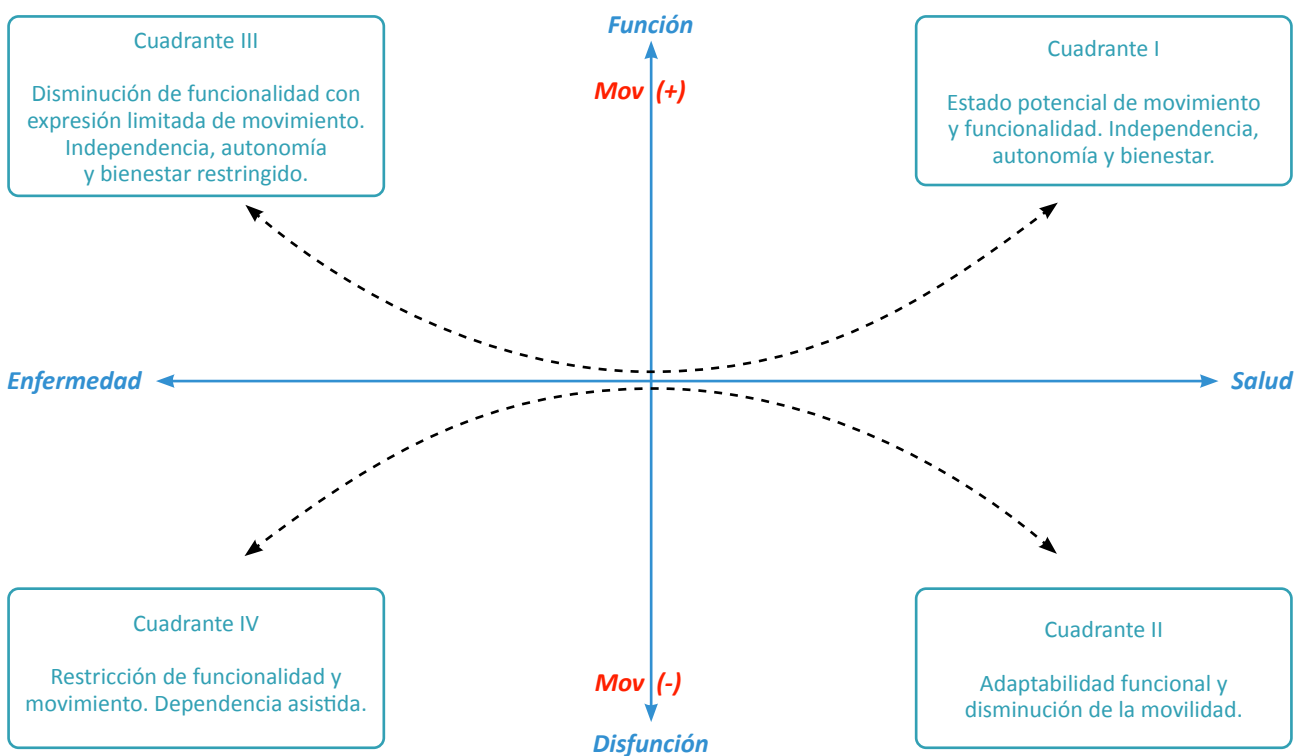 Función
Mov (+)
Cuadrante III
Disminución de funcionalidad con
expresión limitada de movimiento.
Independencia, autonomía
y bienestar restringido.
Cuadrante I
Estado potencial de movimiento
y funcionalidad. Independencia,
autonomía y bienestar.
Enfermedad
Salud
Cuadrante IV
Restricción de funcionalidad y
movimiento. Dependencia asistida.
Cuadrante II
Adaptabilidad funcional y
disminución de la movilidad.
Mov (-)
Disfunción